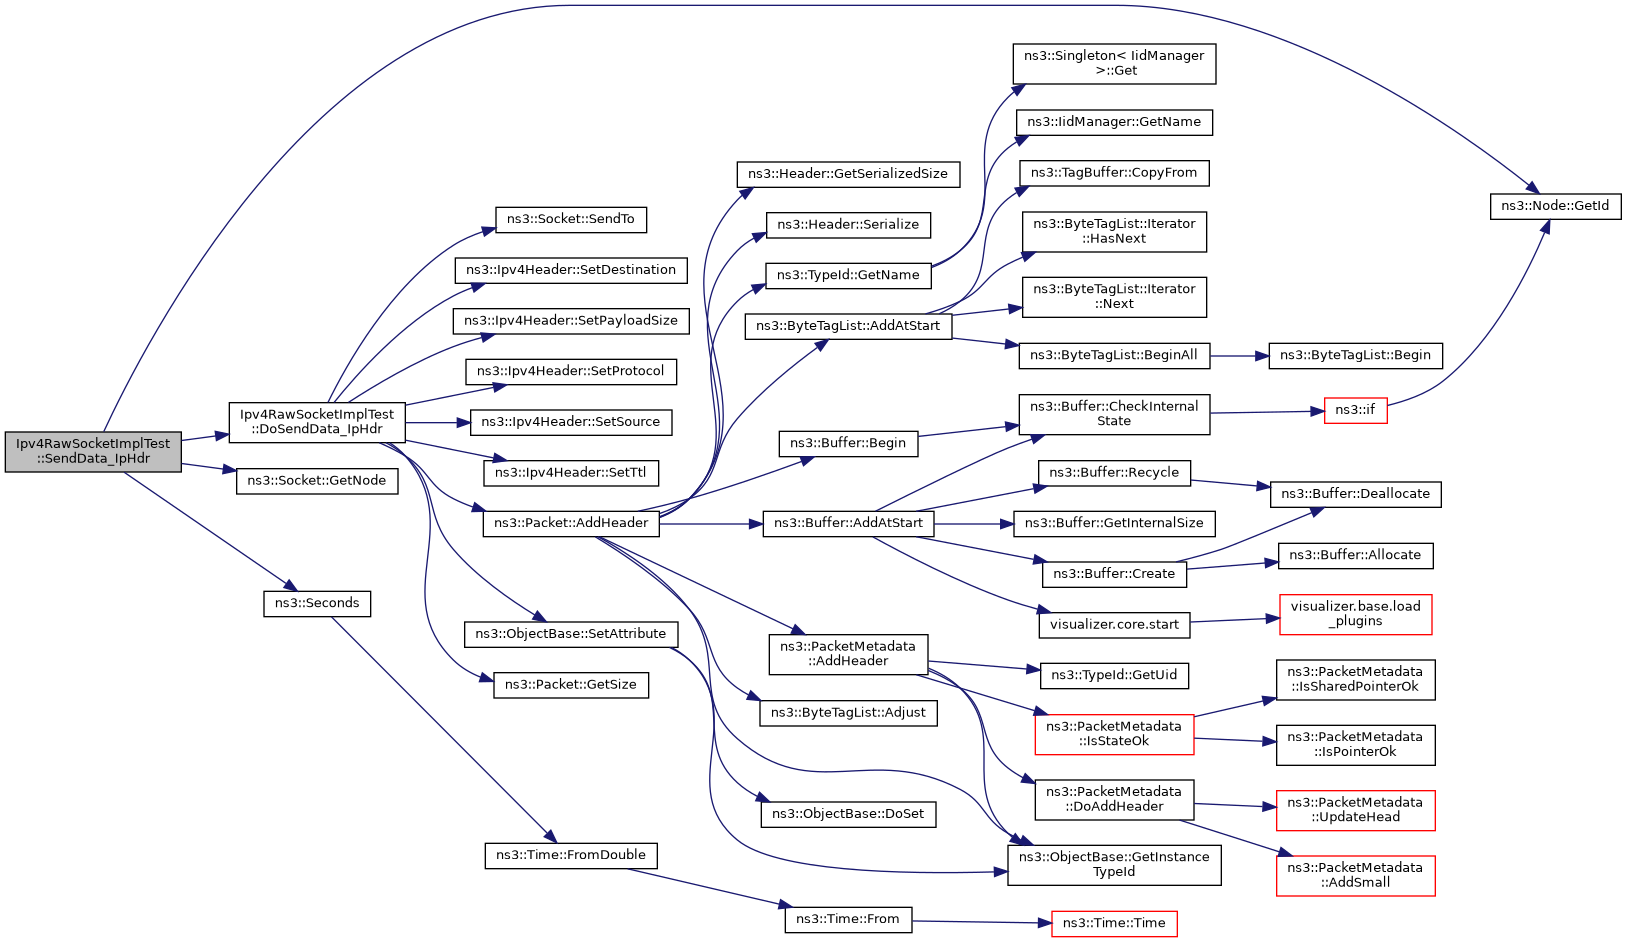 Ipv4RawSocketImplTest
::SendData_IpHdr
Ipv4RawSocketImplTest
::DoSendData_IpHdr
ns3::Socket::GetNode
ns3::Seconds
ns3::Socket::SendTo
ns3::Ipv4Header::SetDestination
ns3::Ipv4Header::SetPayloadSize
ns3::Ipv4Header::SetProtocol
ns3::Ipv4Header::SetSource
ns3::Ipv4Header::SetTtl
ns3::Packet::AddHeader
ns3::ObjectBase::SetAttribute
ns3::Packet::GetSize
ns3::Time::FromDouble
ns3::Header::GetSerializedSize
ns3::Header::Serialize
ns3::TypeId::GetName
ns3::ByteTagList::AddAtStart
ns3::Buffer::Begin
ns3::Buffer::AddAtStart
ns3::PacketMetadata
::AddHeader
ns3::ByteTagList::Adjust
ns3::ObjectBase::DoSet
ns3::Time::From
ns3::Singleton< IidManager
>::Get
ns3::IidManager::GetName
ns3::TagBuffer::CopyFrom
ns3::ByteTagList::Iterator
::HasNext
ns3::ByteTagList::Iterator
::Next
ns3::ByteTagList::BeginAll
ns3::Buffer::CheckInternal
State
ns3::Buffer::Recycle
ns3::Buffer::GetInternalSize
ns3::Buffer::Create
visualizer.core.start
ns3::TypeId::GetUid
ns3::PacketMetadata
::IsStateOk
ns3::PacketMetadata
::DoAddHeader
ns3::ObjectBase::GetInstance
TypeId
ns3::Time::Time
ns3::ByteTagList::Begin
ns3::if
ns3::Buffer::Deallocate
ns3::Buffer::Allocate
visualizer.base.load
_plugins
ns3::PacketMetadata
::IsSharedPointerOk
ns3::PacketMetadata
::IsPointerOk
ns3::PacketMetadata
::UpdateHead
ns3::PacketMetadata
::AddSmall
ns3::Node::GetId